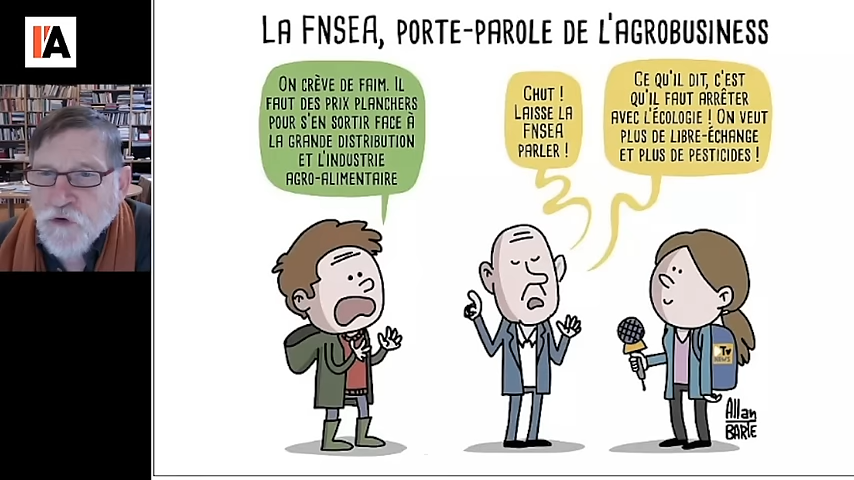 I'A
LA FNSEA, PORTE-PAROLE DE L'AGROBUSINESS
ON CRÈVE DE FAIM. IL
FAUT DES PRIX PLANCHERS
POUR S'EN SORTIR FACE À
LA GRANDE DISTRIBUTION
ET L'INDUSTRIE
AGRO-ALIMENTAIRE
CHUT !
LAISSE LA
FNSEA
PARLER !
CE QU'IL DIT, C'EST
QU'IL FAUT ARRÊTER
AVEC L'ÉCOLOGIE ! ON VEUT
PLUS DE LIBRE-ÉCHANGE
ET PLUS DE PESTICIDES !
TV
NEWS
Allan
BARTE